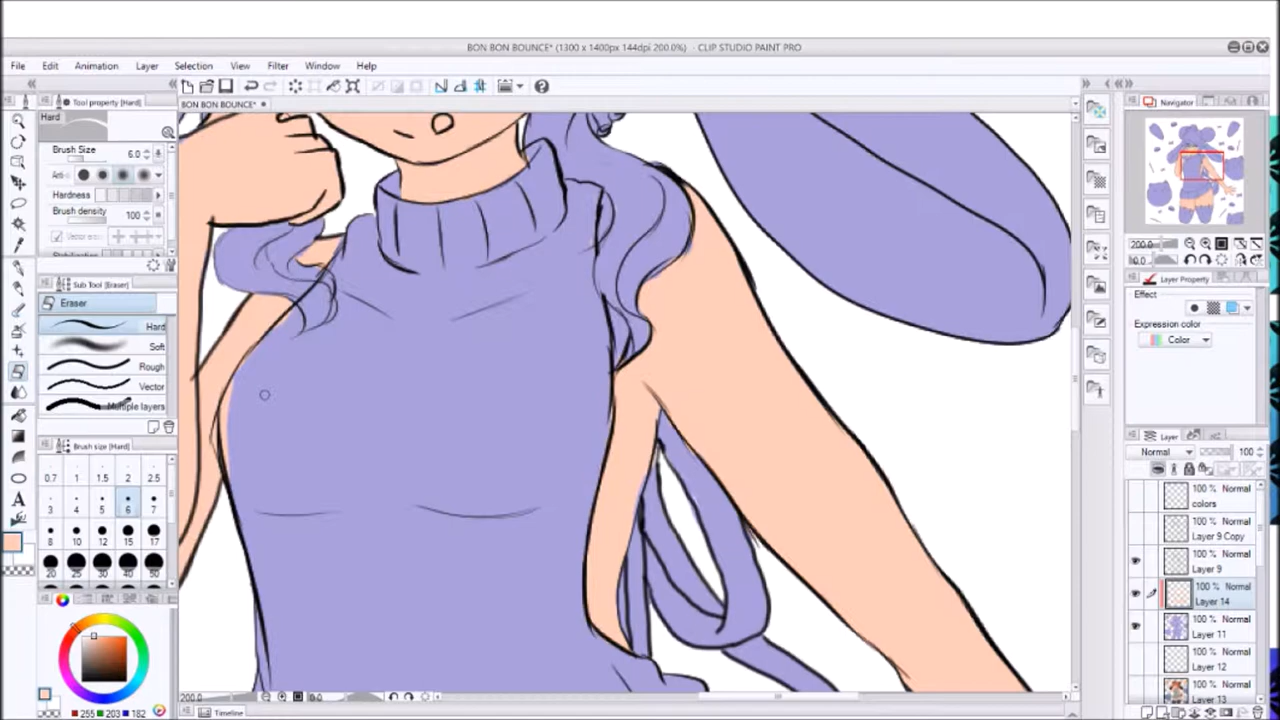 BON BON BOUNCE* (1300 x 1400px 144dpi 200.0%) - CLIP STUDIO PAINT PRO
File Edit Animation Layer Selection View Filter Window Help
Tool property [Hard]
BON BON BOUNCE*
Navigator
Hard
Brush Size 6.0
Hardness
Brush density 100
Sub Tool [Eraser]
Eraser
Hard
Soft
Rough
Vector
Multiple layers
Brush size [Hard]
0.7 1 1.5 2 2.5
3 4 5 6 7
8 10 12 15 17
20 25 30 40 50
255 203 182
200.0
0.0
Timeline
200.0
Layer Property
Effect
Expression color
Color
Layer
Normal 100
100 % Normal
colors
100 % Normal
Layer 9 Copy
100 % Normal
Layer 9
100 % Normal
Layer 14
100 % Normal
Layer 11
100 % Normal
Layer 12
100 % Normal
Layer 13